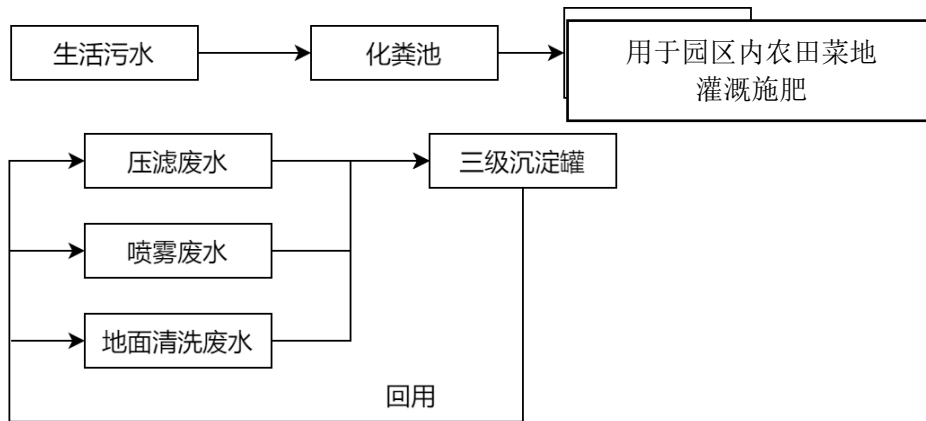 生活污水
化粪池
用于园区内农田菜地
灌溉施肥
压滤废水
三级沉淀罐
喷雾废水
地面清洗废水
回用